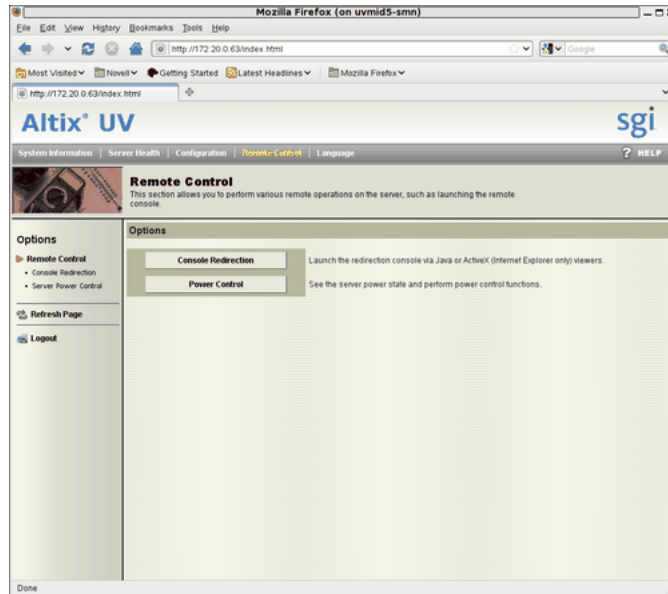 Mozilla Firefox (on uvmid5-smn)
File Edit View History Bookmarks Tools Help
http://172.20.0.63/index.html
Google
Most Visited Novell Getting Started Latest Headlines Mozilla Firefox
http://172.20.0.63/index.html
Altix® UV
sgi
System Information | Server Health | Configuration | Remote Control | Language
? HELP
Remote Control
This section allows you to perform various remote operations on the server, such as launching the remote
console.
Options
Remote Control
• Console Redirection
• Server Power Control
Refresh Page
Logout
Options
Console Redirection Launch the redirection console via Java or ActiveX (Internet Explorer only) viewers.
Power Control See the server power state and perform power control functions.
Done